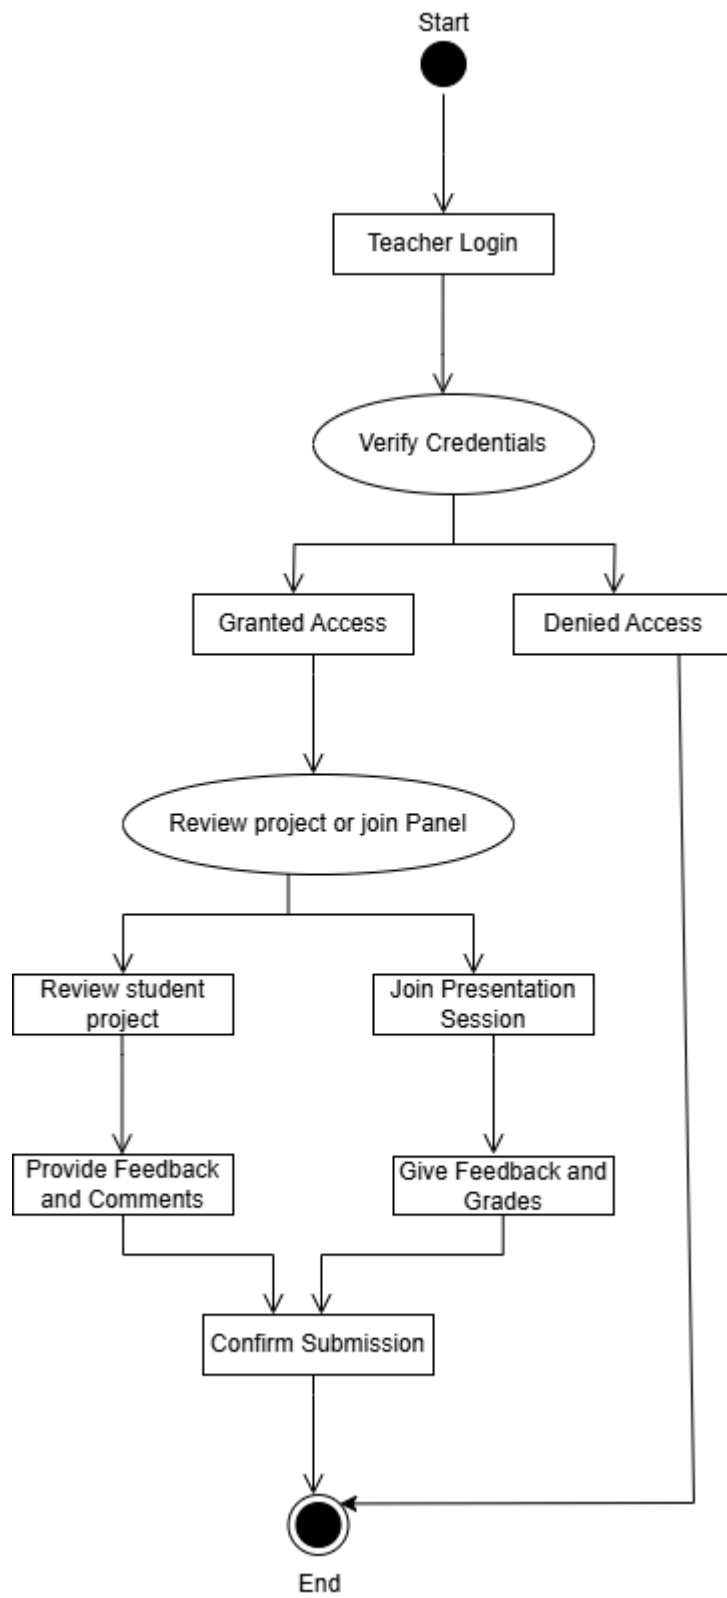 Start
Teacher Login
Verify Credentials
Granted Access
Denied Access
Review project or join Panel
Review student
project
Join Presentation
Session
Provide Feedback
and Comments
Give Feedback and
Grades
Confirm Submission
End